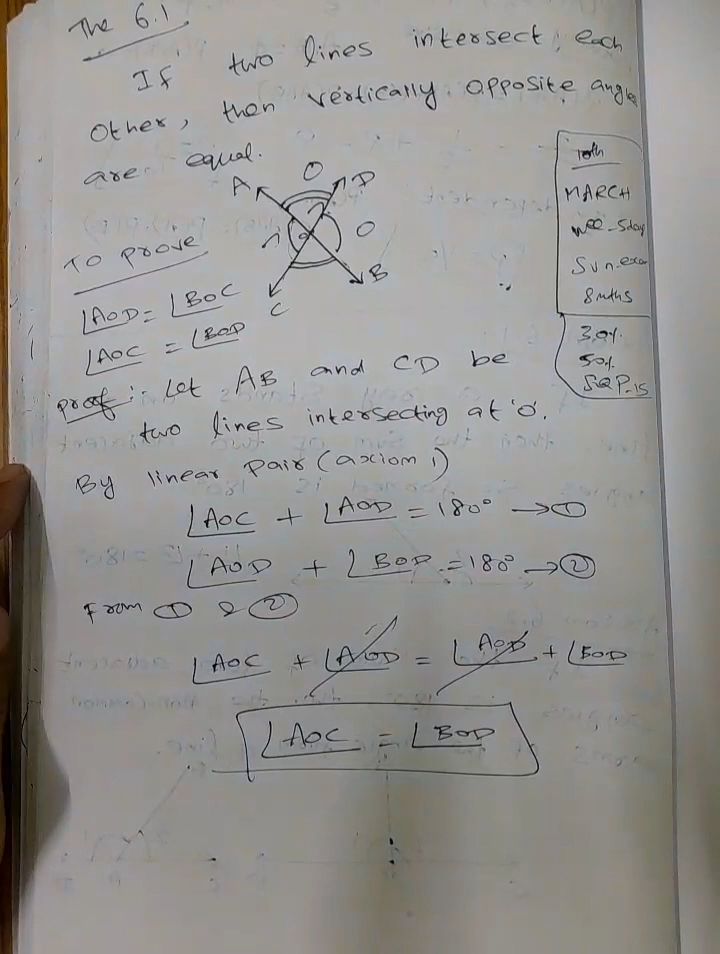 The 6.1
If two lines intersect each
other, then vertically opposite angles
are equal.
A O D
O
B
C
To prove
∠AOD = ∠BOC
∠AOC = ∠BOD
proof :- Let AB and CD be
two lines intersecting at 'o'.
By linear pair (axiom 1)
∠AOC + ∠AOD = 180° → ①
∠AOD + ∠BOD = 180° → ②
From ① & ②
∠AOC + ∠AOD = ∠AOD + ∠BOD
∠AOC = ∠BOD
10th
MARCH
Sun-exam
8 mths
50%
SQP-15